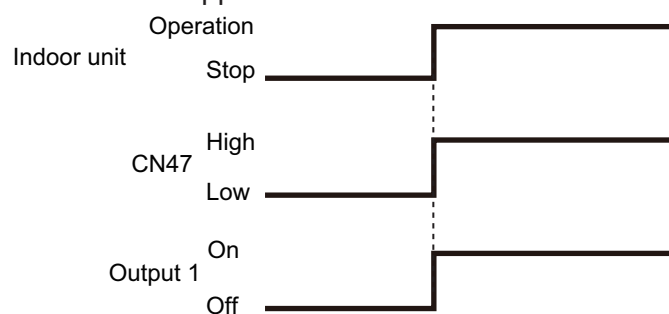 Operation
Indoor unit
Stop
High
CN47
Low
On
Output 1
Off